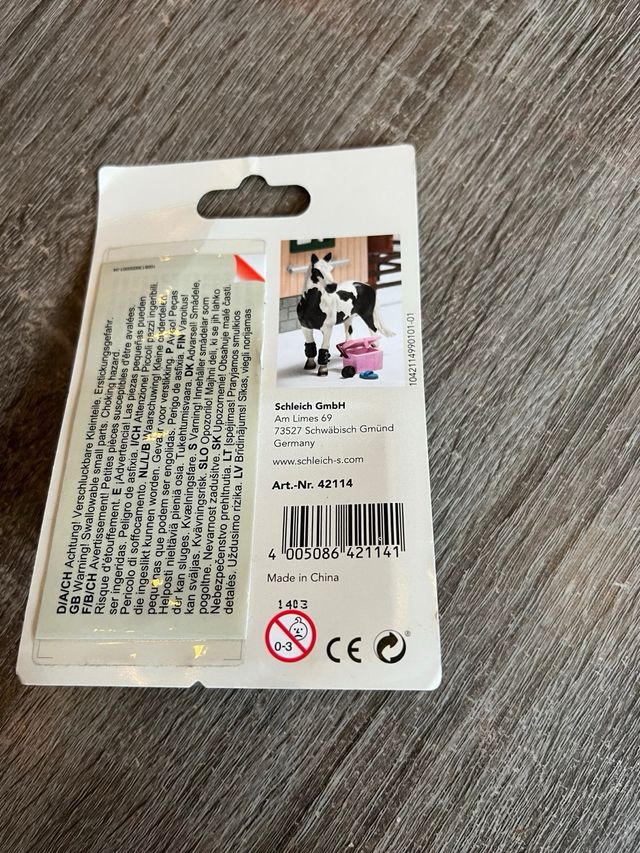 D/A/CH Achtung! Verschluckbare Kleinteile. Erstickungsgefahr.
GB Warning! Swallowable small parts. Choking hazard.
F/B/CH Avertissement! Petites pièces susceptibles d'être avalées.
Risque d'étouffement. E ¡Advertencia! Las piezas pequeñas pueden
ser ingeridas. Peligro de asfixia. I/CH Attenzione! Piccoli pezzi ingeribili.
Pericolo di soffocamento. NL/L/B Waarschuwing! Kleine onderdelen
die ingeslikt kunnen worden. Gevaar voor verstikking. P Aviso! Peças
pequenas que podem ser engolidas. Perigo de asfixia. FIN Varoitus!
Helposti nieltäviä pieniä osia. Tukehtumisvaara. DK Advarsel! Smådele,
der kan sluges. Kvælningsfare. S Varning! Innehåller smådelar som
kan sväljas. Kvävningsrisk. SLO Opozorilo! Majhni deli, ki se jih lahko
pogoltne. Nevarnost zadušitve. SK Upozornenie! Obsahuje malé časti.
Nebezpečenstvo prehltnutia. LT Įspėjimas! Praryjamos smulkios
detalės. Uždusimo rizika. LV Brīdinājums! Sīkas, viegli norijamas
1042114990101-01
Schleich GmbH
Am Limes 69
73527 Schwäbisch Gmünd
Germany
www.schleich-s.com
Art.-Nr. 42114
4 005086 421141
Made in China
1403
0-3
CE